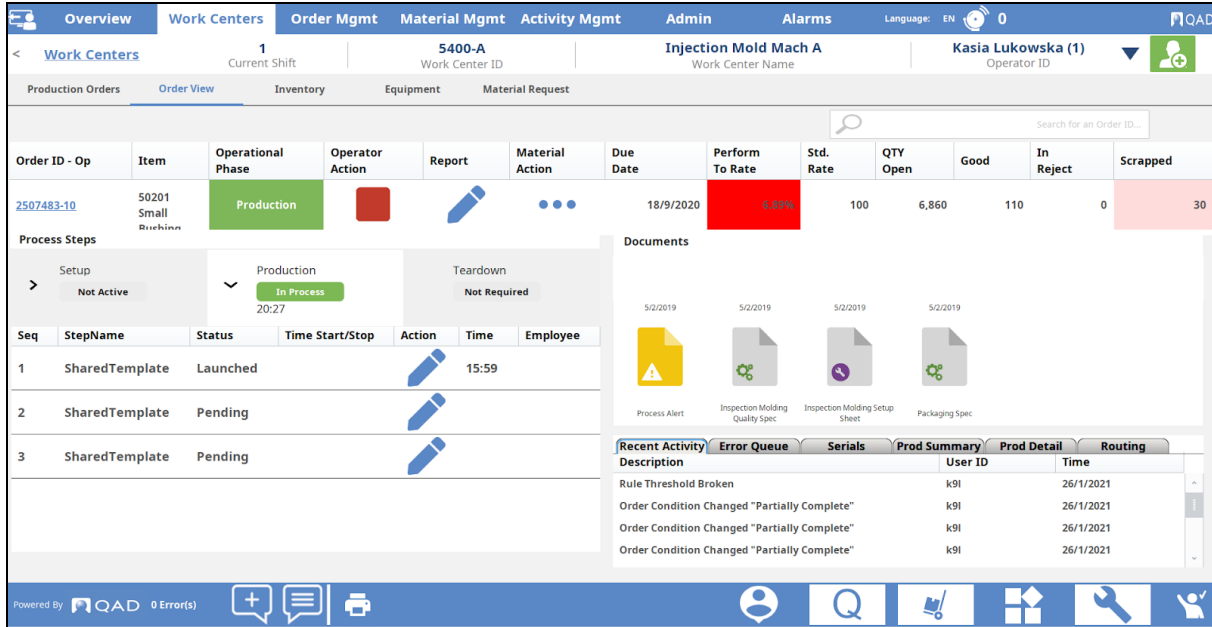 Overview Work Centers Order Mgmt Material Mgmt Activity Mgmt Admin Alarms Language: EN 0 QAD
< Work Centers 1 5400-A Injection Mold Mach A Kasia Lukowska (1)
Current Shift Work Center ID Work Center Name Operator ID
Production Orders Order View Inventory Equipment Material Request
Search for an Order ID...
Order ID - Op Item Operational Phase Operator Action Report Material Action Due Date Perform To Rate Std. Rate QTY Open Good In Reject Scrapped
2507483-10 50201 Small Bushing Production 18/9/2020 6.89% 100 6,860 110 0 30
Process Steps
Setup Production Teardown
Not Active In Process Not Required
20:27
Seq StepName Status Time Start/Stop Action Time Employee
1 SharedTemplate Launched 15:59
2 SharedTemplate Pending
3 SharedTemplate Pending
Documents
5/2/2019 5/2/2019 5/2/2019 5/2/2019
Process Alert Inspection Molding Quality Spec Inspection Molding Setup Sheet Packaging Spec
Recent Activity Error Queue Serials Prod Summary Prod Detail Routing
Description User ID Time
Rule Threshold Broken k9l 26/1/2021
Order Condition Changed "Partially Complete" k9l 26/1/2021
Order Condition Changed "Partially Complete" k9l 26/1/2021
Order Condition Changed "Partially Complete" k9l 26/1/2021
Powered By QAD 0 Error(s) Q